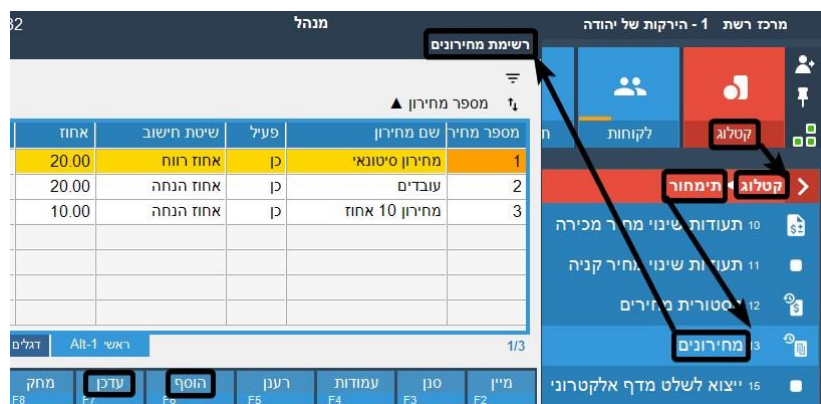 מרכז רשת 1 - הירקות של יהודה
מנהל
32
רשימת מחירונים
מספר מחירון ▲
קטלוג
לקוחות
קטלוג תימחור
10 תעודות שינוי מחיר מכירה
11 תעודות שינוי מחיר קניה
12 היסטורית מחירים
13 מחירונים
15 ייצוא לשלט מדף אלקטרוני
מספר מחיר שם מחירון פעיל שיטת חישוב אחוז
1 מחירון סיטונאי כן אחוז רווח 20.00
2 עובדים כן אחוז הנחה 20.00
3 מחירון 10 אחוז כן אחוז הנחה 10.00
1/3
ראשי Alt-1 דגלים
מיין F2 סנן F3 עמודות F4 רענן F5 הוסף F6 עדכן F7 מחק F8